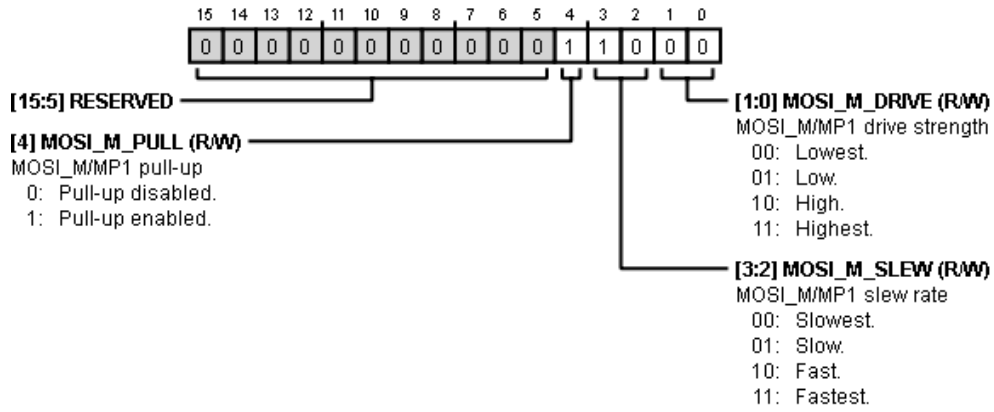 15 14 13 12 11 10 9 8 7 6 5 4 3 2 1 0
0 0 0 0 0 0 0 0 0 0 0 1 1 0 0 0
[15:5] RESERVED
[4] MOSI_M_PULL (R/W)
MOSI_M/MP1 pull-up
0: Pull-up disabled.
1: Pull-up enabled.
[1:0] MOSI_M_DRIVE (R/W)
MOSI_M/MP1 drive strength
00: Lowest.
01: Low.
10: High.
11: Highest.
[3:2] MOSI_M_SLEW (R/W)
MOSI_M/MP1 slew rate
00: Slowest.
01: Slow.
10: Fast.
11: Fastest.